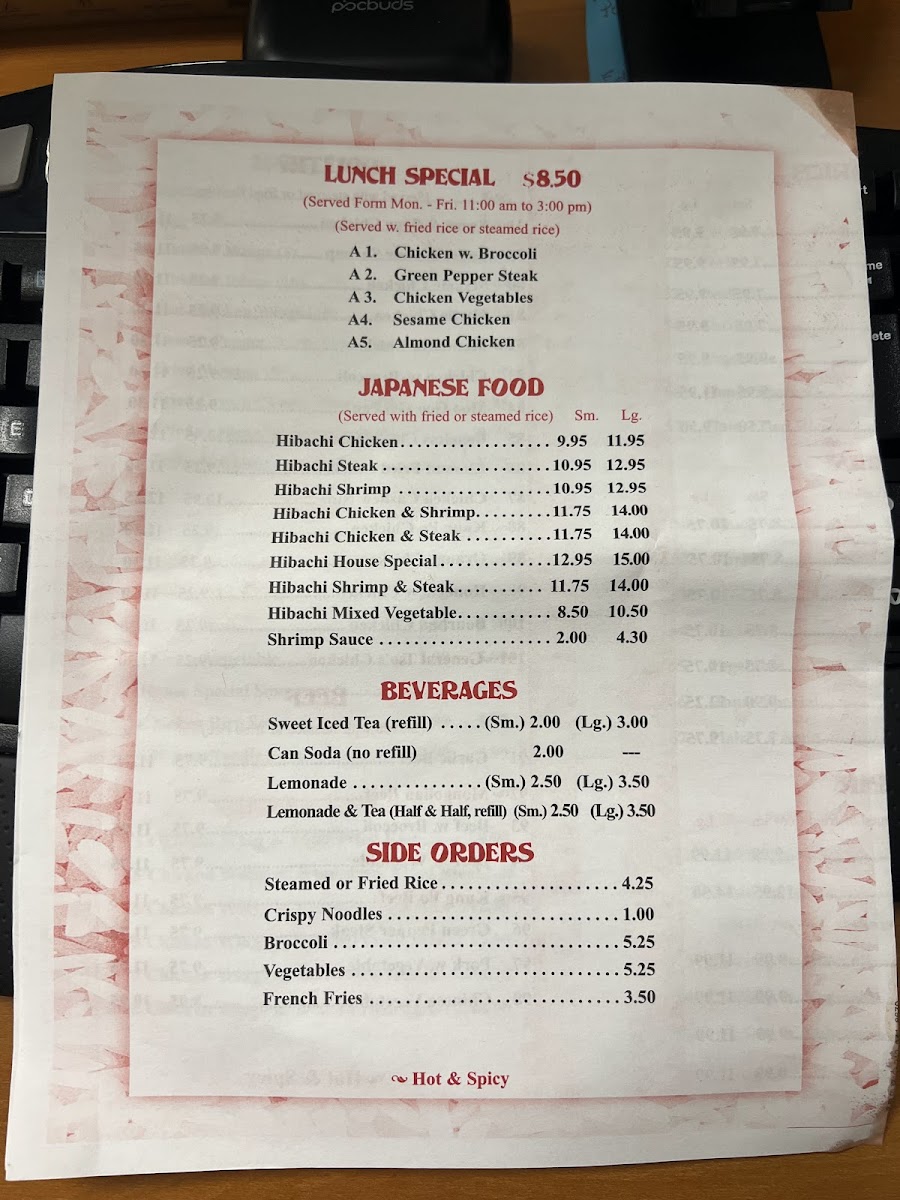 pocbuds
LUNCH SPECIAL $8.50
(Served Form Mon. - Fri. 11:00 am to 3:00 pm)
(Served w. fried rice or steamed rice)
A 1. Chicken w. Broccoli
A 2. Green Pepper Steak
A 3. Chicken Vegetables
A4. Sesame Chicken
A5. Almond Chicken
JAPANESE FOOD
(Served with fried or steamed rice) Sm. Lg.
Hibachi Chicken.................. 9.95 11.95
Hibachi Steak....................10.95 12.95
Hibachi Shrimp ..................10.95 12.95
Hibachi Chicken & Shrimp.........11.75 14.00
Hibachi Chicken & Steak ..........11.75 14.00
Hibachi House Special.............12.95 15.00
Hibachi Shrimp & Steak.......... 11.75 14.00
Hibachi Mixed Vegetable........... 8.50 10.50
Shrimp Sauce .................... 2.00 4.30
BEVERAGES
Sweet Iced Tea (refill) .....(Sm.) 2.00 (Lg.) 3.00
Can Soda (no refill) 2.00 ---
Lemonade ...............(Sm.) 2.50 (Lg.) 3.50
Lemonade & Tea (Half & Half, refill) (Sm.) 2.50 (Lg.) 3.50
SIDE ORDERS
Steamed or Fried Rice.................... 4.25
Crispy Noodles .......................... 1.00
Broccoli ................................ 5.25
Vegetables .............................. 5.25
French Fries ............................ 3.50
Hot & Spicy